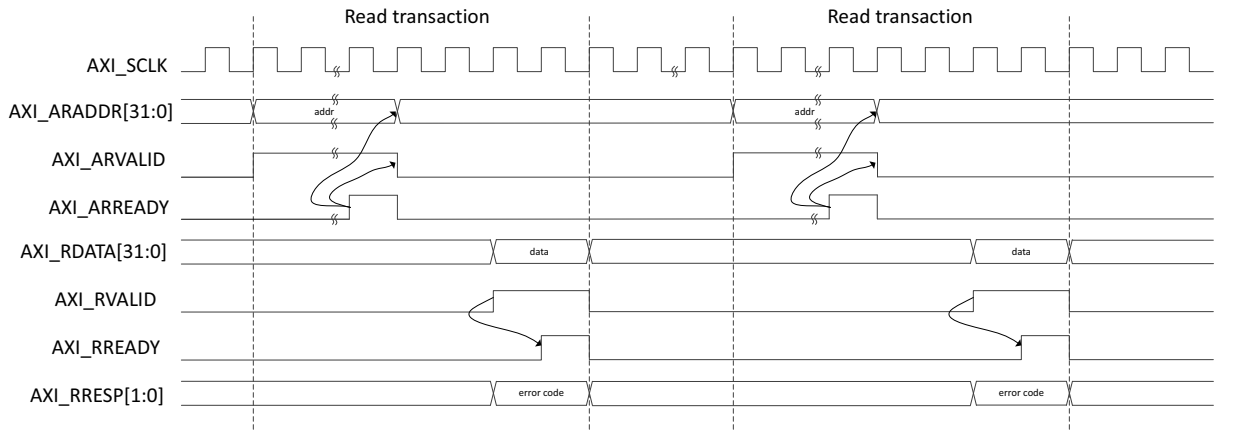 Read transaction Read transaction
AXI_SCLK
AXI_ARADDR[31:0] addr addr
AXI_ARVALID
AXI_ARREADY
AXI_RDATA[31:0] data data
AXI_RVALID
AXI_RREADY
AXI_RRESP[1:0] error code error code